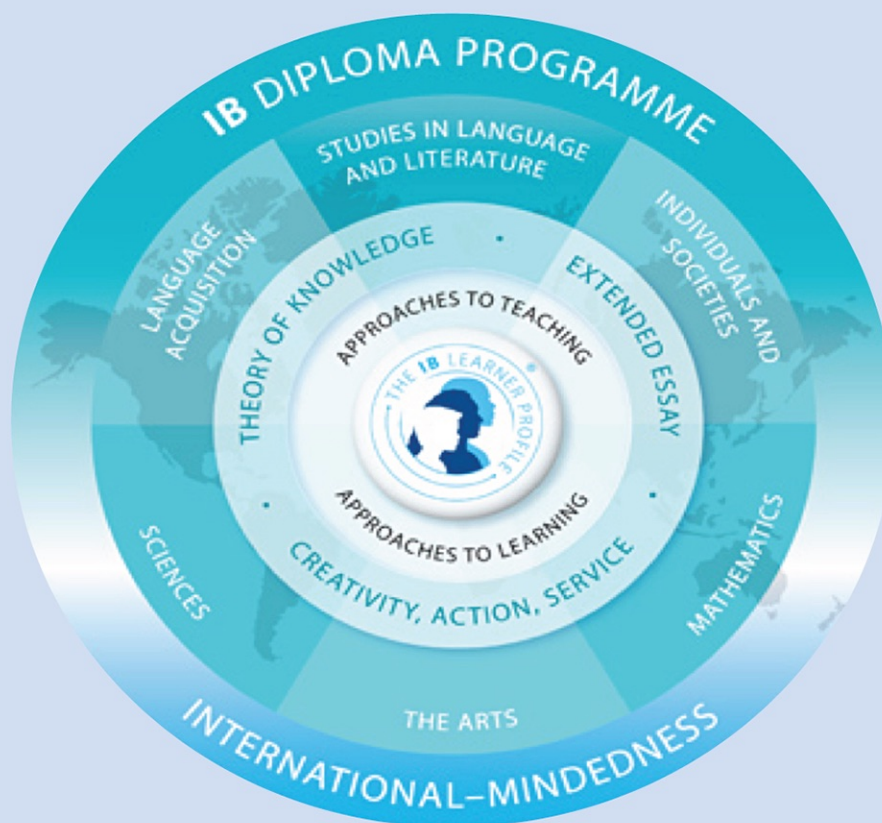 IB DIPLOMA PROGRAMME
STUDIES IN LANGUAGE
AND LITERATURE
LANGUAGE
ACQUISITION
INDIVIDUALS AND
SOCIETIES
THEORY OF KNOWLEDGE
·
EXTENDED ESSAY
APPROACHES TO TEACHING
THE IB LEARNER PROFILE
®
APPROACHES TO LEARNING
·
CREATIVITY, ACTION, SERVICE
·
SCIENCES
MATHEMATICS
THE ARTS
INTERNATIONAL–MINDEDNESS